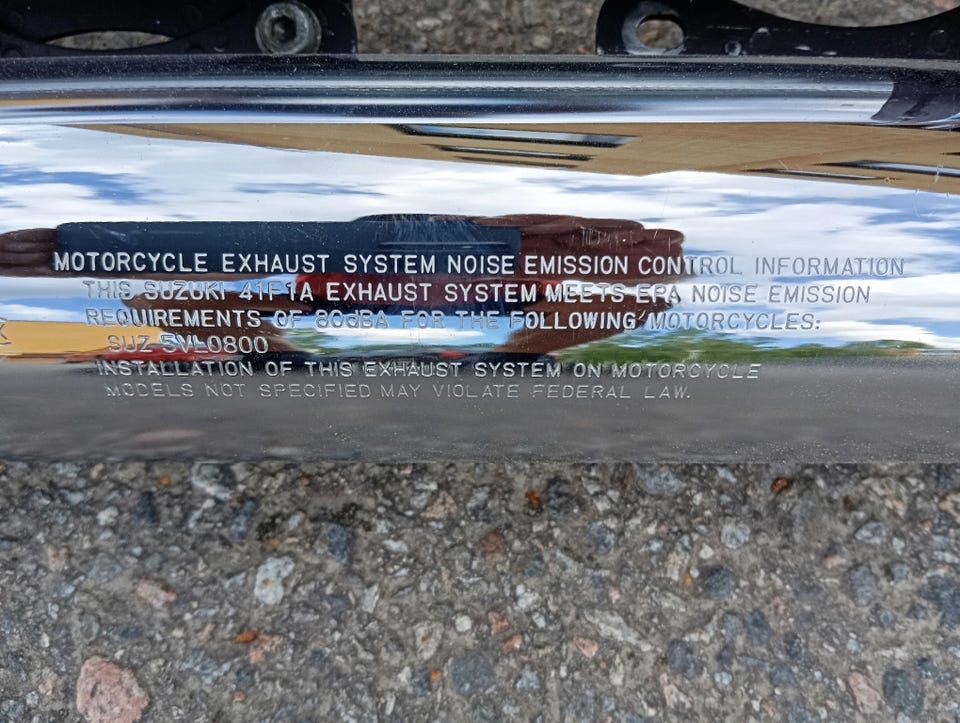 MOTORCYCLE EXHAUST SYSTEM NOISE EMISSION CONTROL INFORMATION
THIS SUZUKI 41F1A EXHAUST SYSTEM MEETS EPA NOISE EMISSION
REQUIREMENTS OF 80dBA FOR THE FOLLOWING MOTORCYCLES:
SUZ 5VL0800
INSTALLATION OF THIS EXHAUST SYSTEM ON MOTORCYCLE
MODELS NOT SPECIFIED MAY VIOLATE FEDERAL LAW.